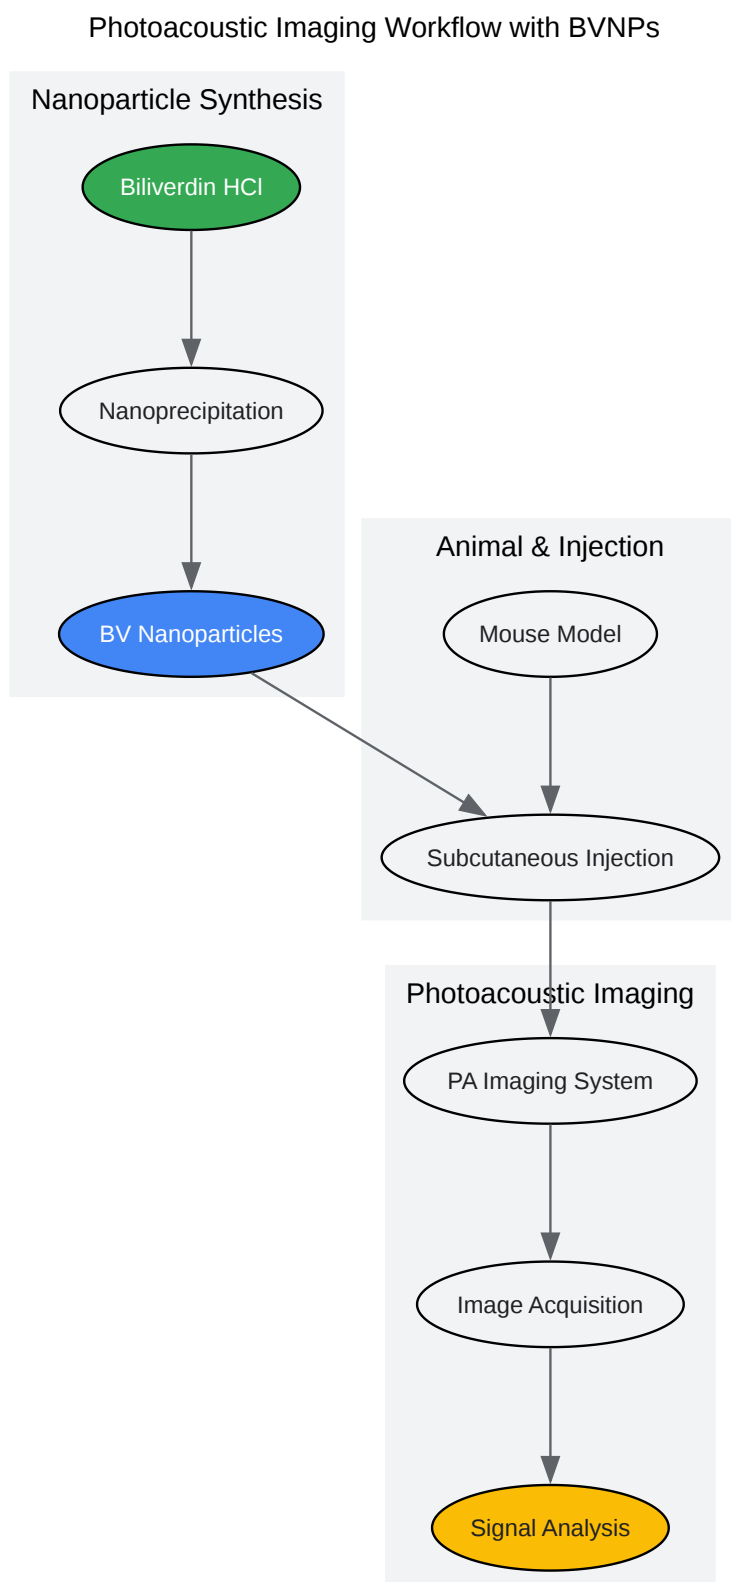 Photoacoustic Imaging Workflow with BVNPs
Nanoparticle Synthesis
Biliverdin HCl
Nanoprecipitation
BV Nanoparticles
Animal & Injection
Mouse Model
Subcutaneous Injection
Photoacoustic Imaging
PA Imaging System
Image Acquisition
Signal Analysis